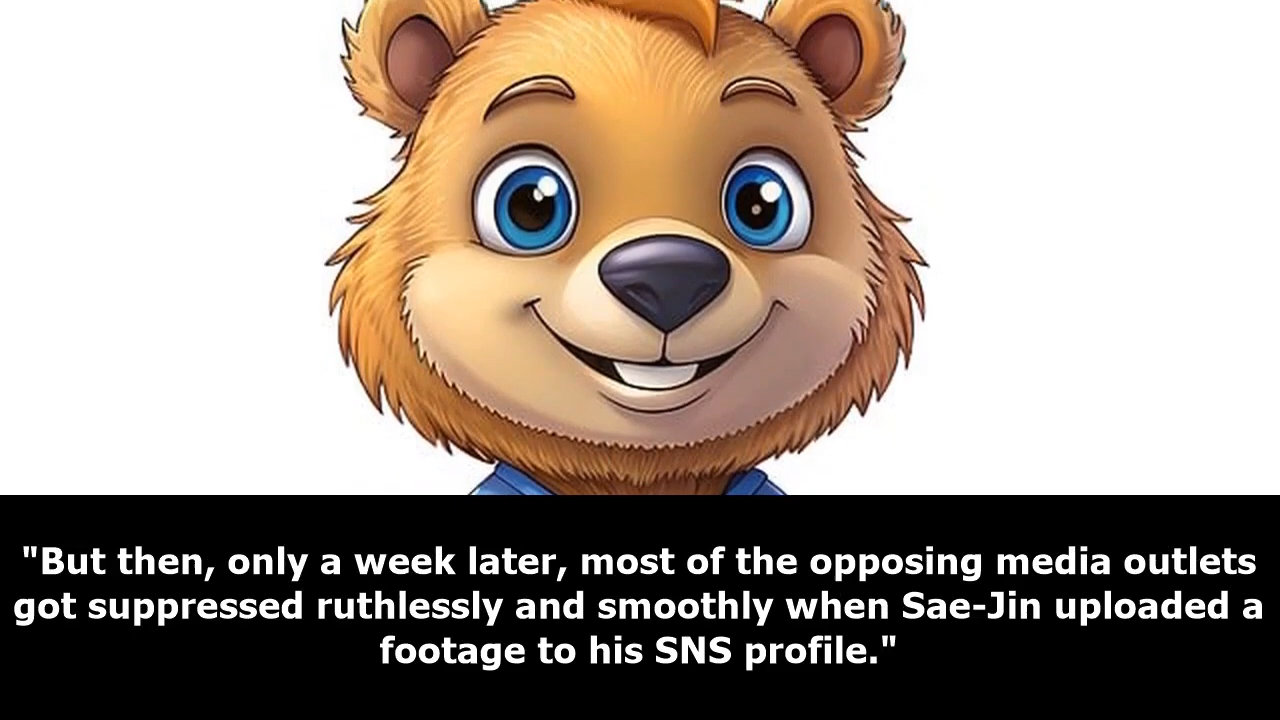 "But then, only a week later, most of the opposing media outlets
got suppressed ruthlessly and smoothly when Sae-Jin uploaded a
footage to his SNS profile."